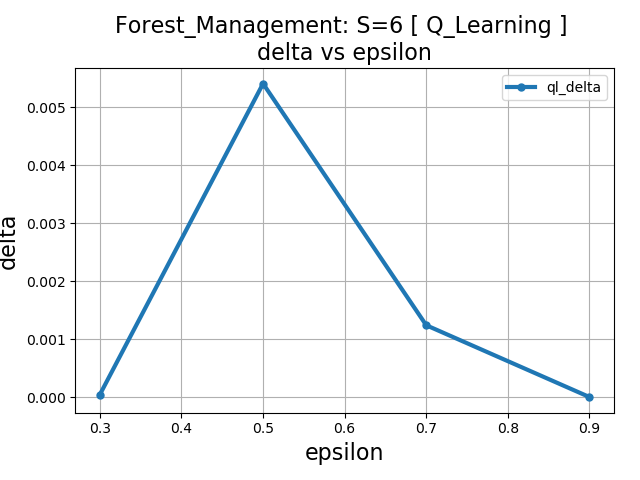 Forest_Management: S=6 [ Q_Learning ]
delta vs epsilon
ql_delta
0.005
0.004
0.003
0.002
0.001
0.000
delta
0.3 0.4 0.5 0.6 0.7 0.8 0.9
epsilon